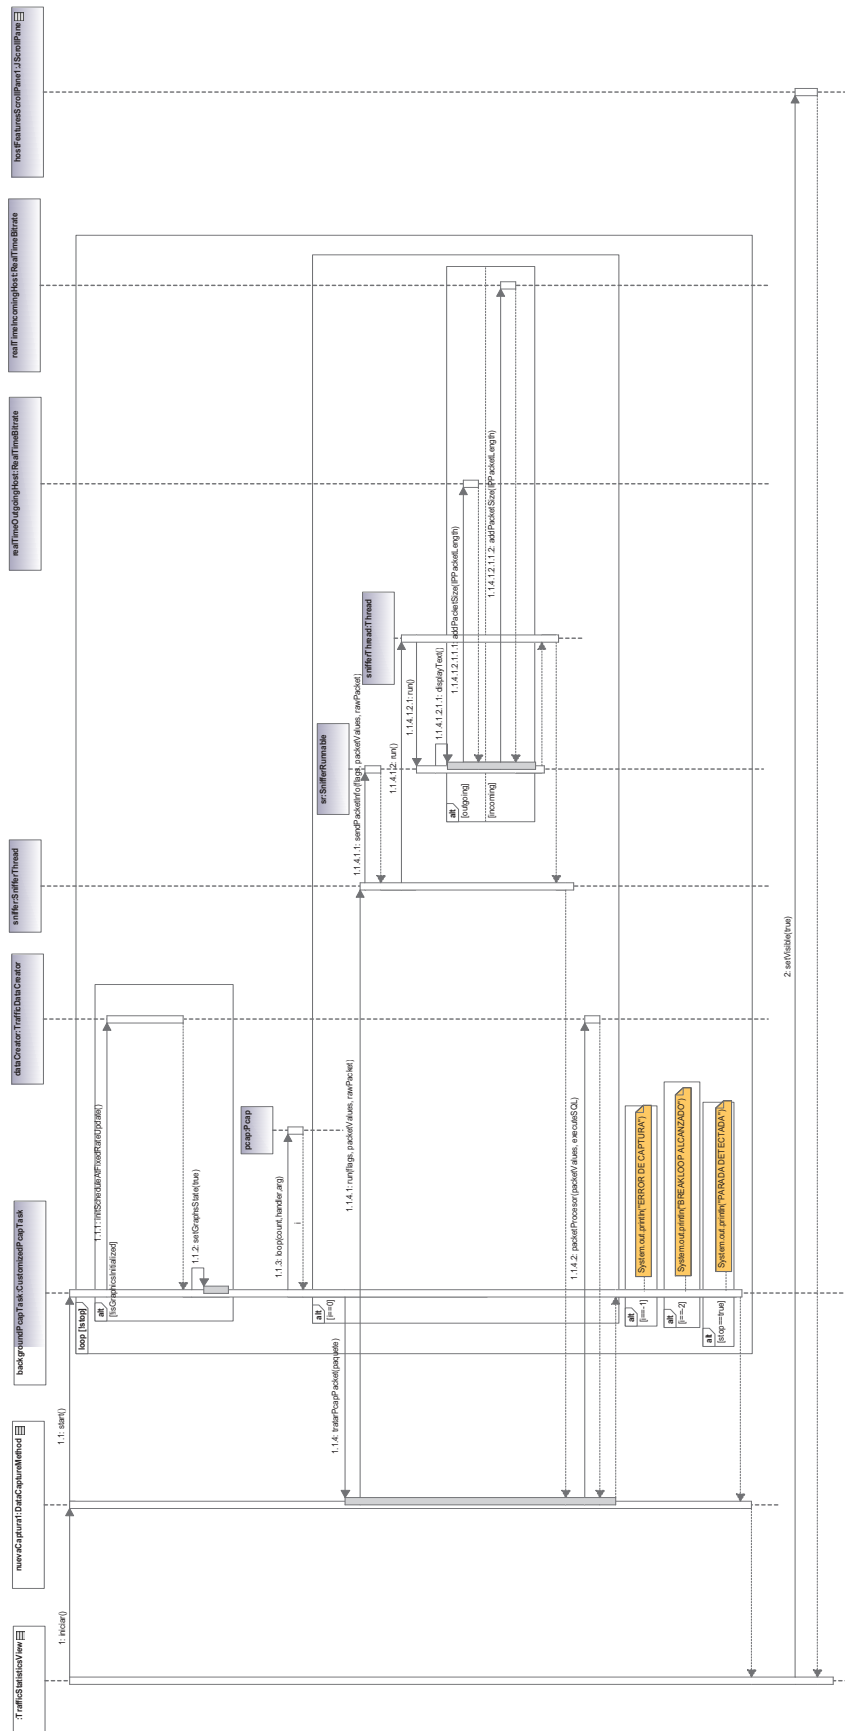 :TrafficStatisticsView
nuevaCaptura1:DataCaptureMethod
backgroundPcapTask:CustomizedPcapTask
pcap:Pcap
dataCreator:TrafficDataCreator
sniffer:SnifferThread
sr:SnifferRunnable
snifferThread:Thread
realTimeOutgoingHost:RealTimeBitrate
realTimeIncomingHost:RealTimeBitrate
hostFeaturesScrollPane1:JScrollPane
1: iniciar()
1.1: start()
loop [!stop]
alt
[!isGraphicsInitialized]
1.1.1: initScheduleAtFixedRateUpdate()
1.1.2: setGraphsState(true)
1.1.3: loop(count,handler,arg)
i
alt
[i==0]
1.1.4: tratarPcapPacket(paquete)
1.1.4.1: run(flags, packetValues, rawPacket)
1.1.4.1.1: sendPacketInfo(flags, packetValues, rawPacket)
1.1.4.1.2: run()
1.1.4.1.2.1: run()
1.1.4.1.2.1.1: displayText()
alt
[outgoing]
1.1.4.1.2.1.1.1: addPacketSize(IPPacketLength)
[incoming]
1.1.4.1.2.1.1.2: addPacketSize(IPPacketLength)
1.1.4.2: packetProcesor(packetValues, executeSQL)
alt
[i==-1]
System.out.println("ERROR DE CAPTURA")
alt
[i==-2]
System.out.println("BREAKLOOP ALCANZADO")
alt
[stop==true]
System.out.println("PARADA DETECTADA")
2: setVisible(true)